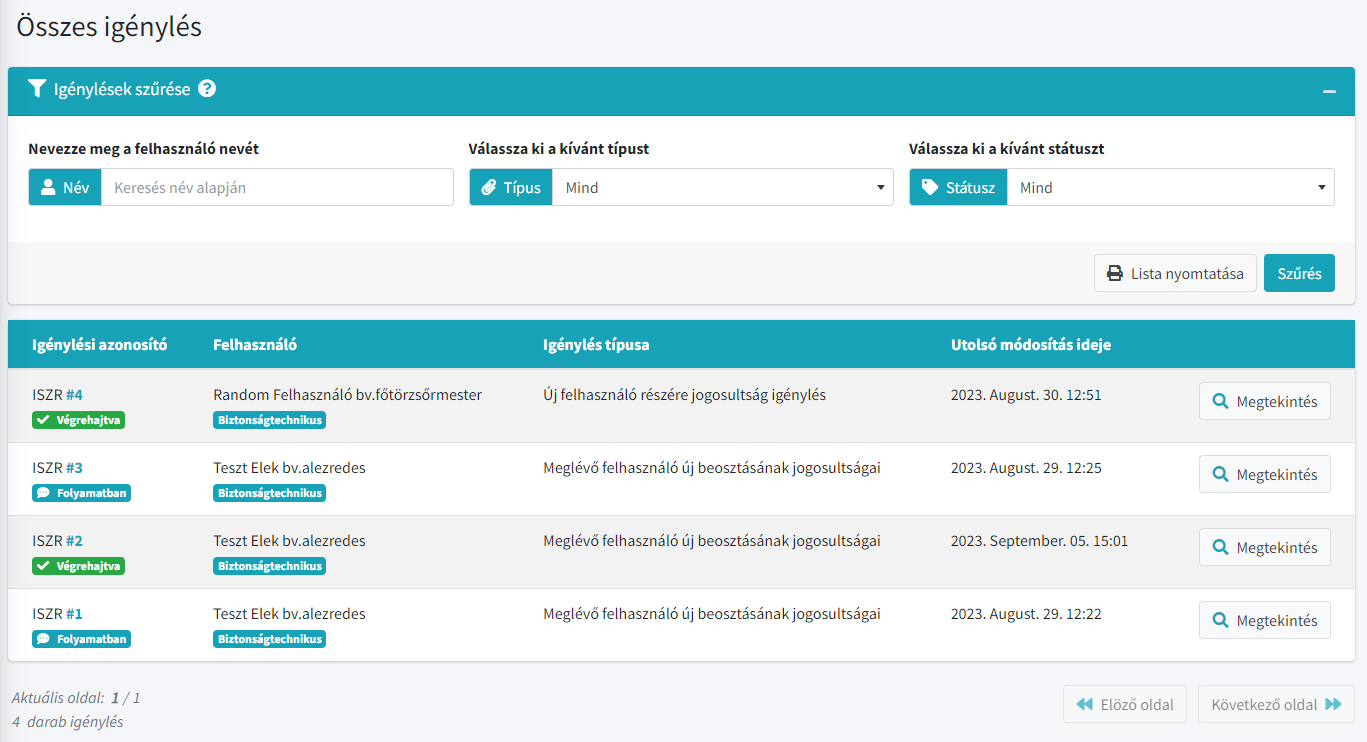 Összes igénylés
Igénylések szűrése
Nevezze meg a felhasználó nevét
Válassza ki a kívánt típust
Válassza ki a kívánt státuszt
Név Keresés név alapján
Típus Mind
Státusz Mind
Lista nyomtatása Szűrés
Igénylési azonosító Felhasználó Igénylés típusa Utolsó módosítás ideje
ISZR #4 Random Felhasználó bv.főtörzsőrmester Új felhasználó részére jogosultság igénylés 2023. August. 30. 12:51 Megtekintés
Végrehajtva Biztonságtechnikus
ISZR #3 Teszt Elek bv.alezredes Meglévő felhasználó új beosztásának jogosultságai 2023. August. 29. 12:25 Megtekintés
Folyamatban Biztonságtechnikus
ISZR #2 Teszt Elek bv.alezredes Meglévő felhasználó új beosztásának jogosultságai 2023. September. 05. 15:01 Megtekintés
Végrehajtva Biztonságtechnikus
ISZR #1 Teszt Elek bv.alezredes Meglévő felhasználó új beosztásának jogosultságai 2023. August. 29. 12:22 Megtekintés
Folyamatban Biztonságtechnikus
Aktuális oldal: 1 / 1
4 darab igénylés
Elöző oldal Következő oldal